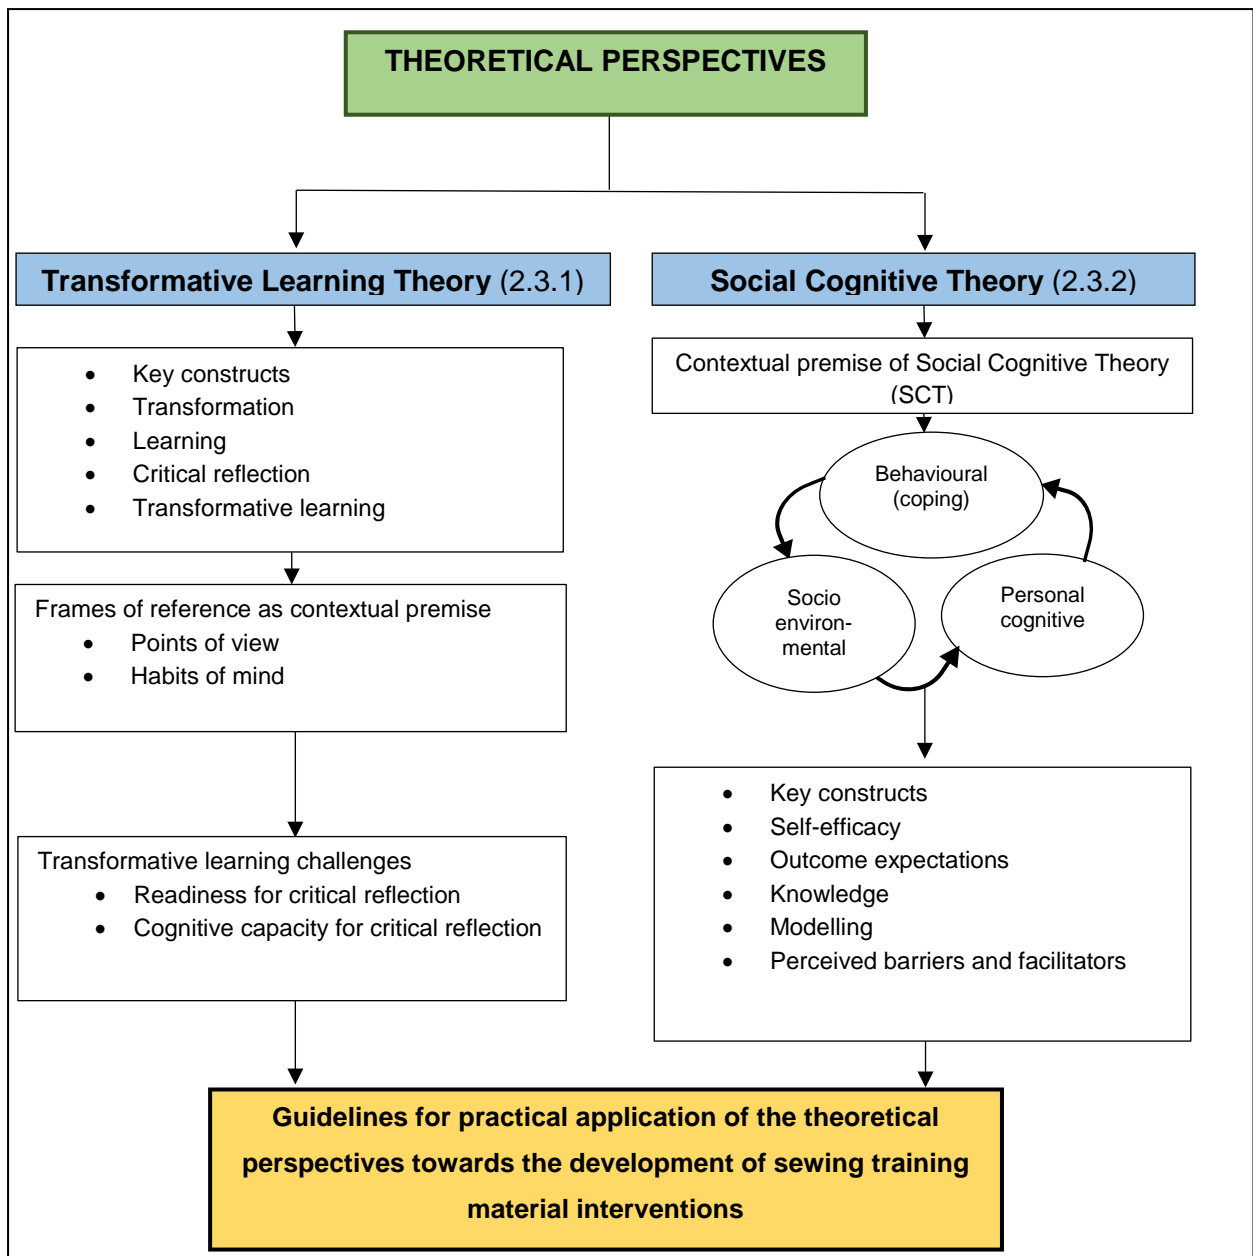 THEORETICAL PERSPECTIVES
Transformative Learning Theory (2.3.1)
• Key constructs
• Transformation
• Learning
• Critical reflection
• Transformative learning
Frames of reference as contextual premise
• Points of view
• Habits of mind
Transformative learning challenges
• Readiness for critical reflection
• Cognitive capacity for critical reflection
Social Cognitive Theory (2.3.2)
Contextual premise of Social Cognitive Theory
(SCT)
Behavioural
(coping)
Socio
environ-
mental
Personal
cognitive
• Key constructs
• Self-efficacy
• Outcome expectations
• Knowledge
• Modelling
• Perceived barriers and facilitators
Guidelines for practical application of the theoretical
perspectives towards the development of sewing training
material interventions